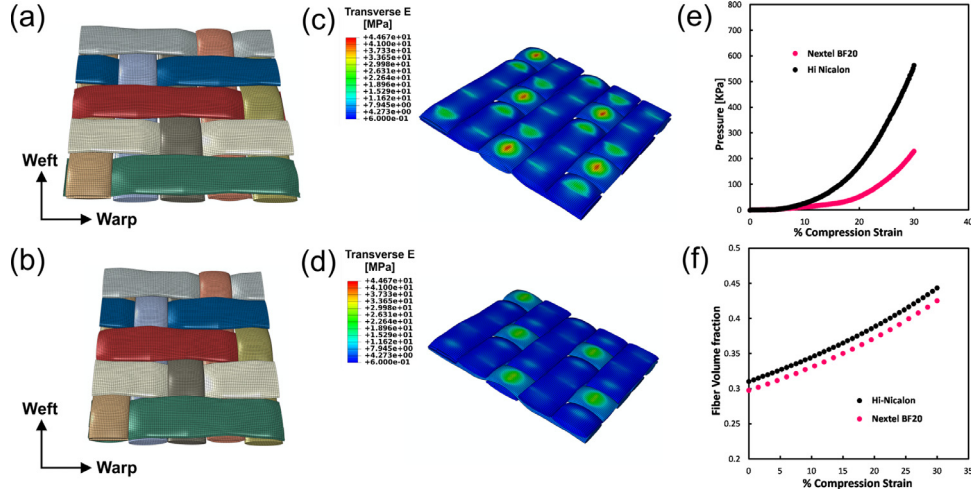 (a)
Weft
Warp
(b)
Weft
Warp
(c)
Transverse E
[MPa]
+4.467e+01
+4.100e+01
+3.733e+01
+3.365e+01
+2.998e+01
+2.631e+01
+2.264e+01
+1.896e+01
+1.529e+01
+1.162e+01
+7.945e+00
+4.273e+00
+6.000e-01
(d)
Transverse E
[MPa]
+4.467e+01
+4.100e+01
+3.733e+01
+3.365e+01
+2.998e+01
+2.631e+01
+2.264e+01
+1.896e+01
+1.529e+01
+1.162e+01
+7.945e+00
+4.273e+00
+6.000e-01
(e)
Pressure [KPa]
800
700
600
500
400
300
200
100
0
Nextel BF20
Hi Nicalon
0 10 20 30 40
% Compression Strain
(f)
Fiber Volume fraction
0.5
0.45
0.4
0.35
0.3
0.25
0.2
Hi-Nicalon
Nextel BF20
0 5 10 15 20 25 30 35
% Compression Strain